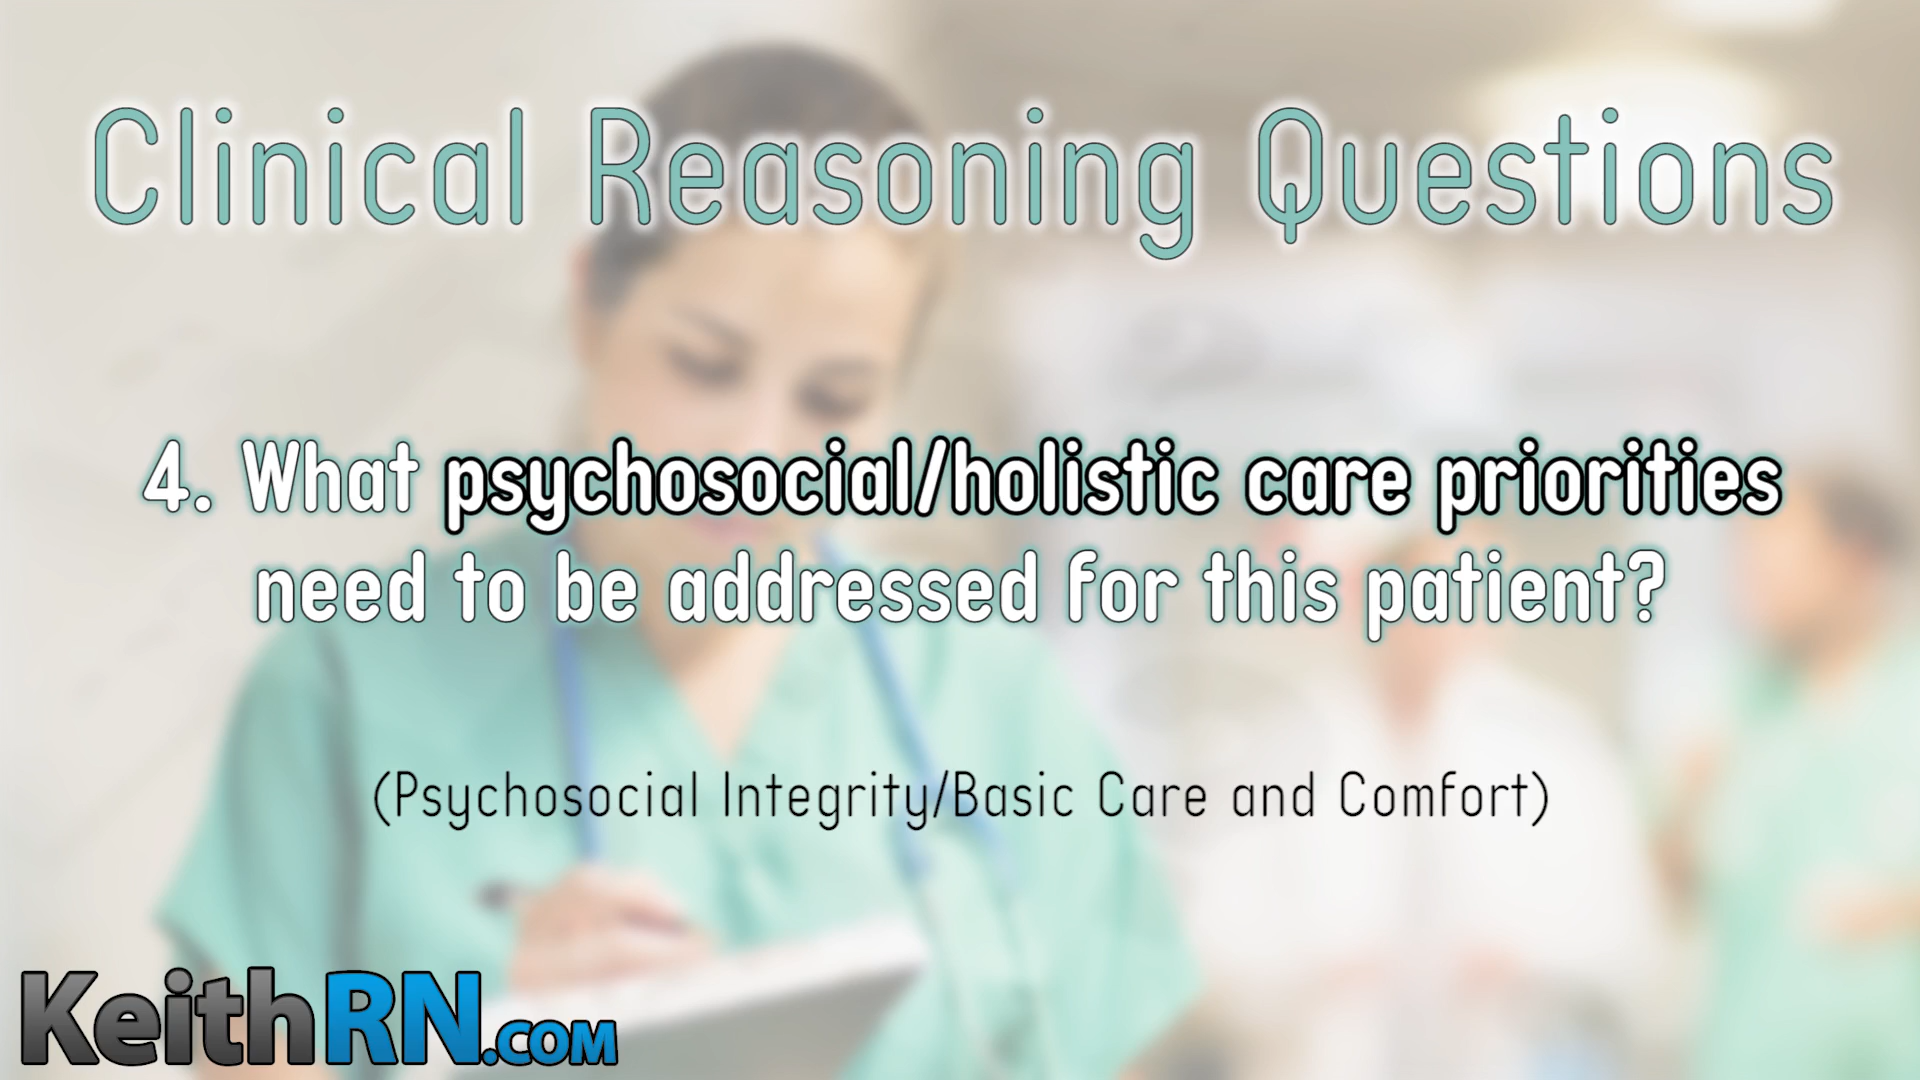 Clinical Reasoning Questions
4. What psychosocial/holistic care priorities
need to be addressed for this patient?
(Psychosocial Integrity/Basic Care and Comfort)
KeithRN.COM